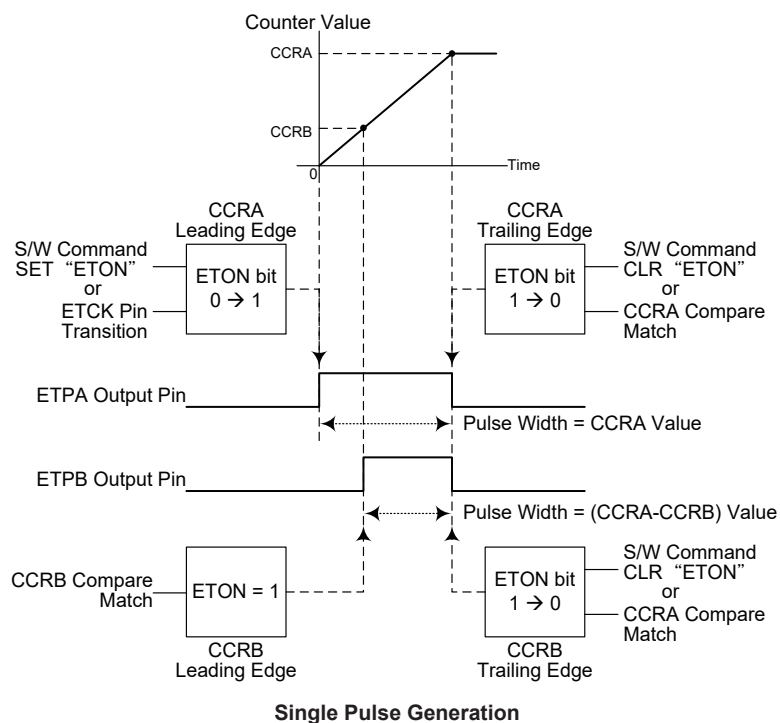 Counter Value
CCRA
CCRB
0
Time
CCRA
Leading Edge
S/W Command
SET “ETON”
or
ETCK Pin
Transition
ETON bit
0 → 1
CCRA
Trailing Edge
ETON bit
1 → 0
S/W Command
CLR “ETON”
or
CCRA Compare
Match
ETPA Output Pin
Pulse Width = CCRA Value
ETPB Output Pin
Pulse Width = (CCRA-CCRB) Value
CCRB Compare
Match
ETON = 1
CCRB
Leading Edge
ETON bit
1 → 0
CCRB
Trailing Edge
S/W Command
CLR “ETON”
or
CCRA Compare
Match
Single Pulse Generation